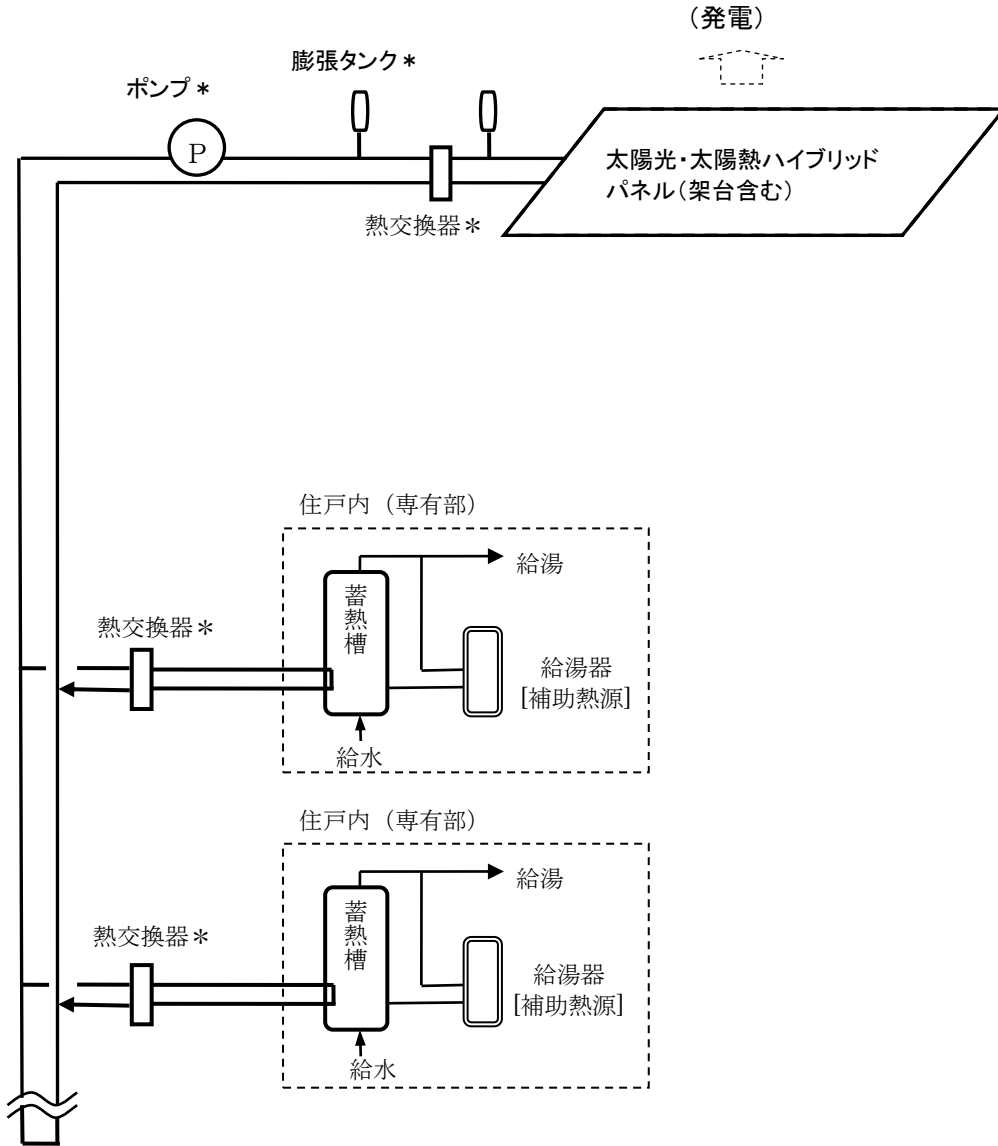 (発電)
膨張タンク*
ポンプ*
P
太陽光・太陽熱ハイブリッド
パネル(架台含む)
熱交換器*
住戸内(専有部)
給湯
蓄熱槽
熱交換器*
給湯器
[補助熱源]
給水
住戸内(専有部)
給湯
蓄熱槽
熱交換器*
給湯器
[補助熱源]
給水